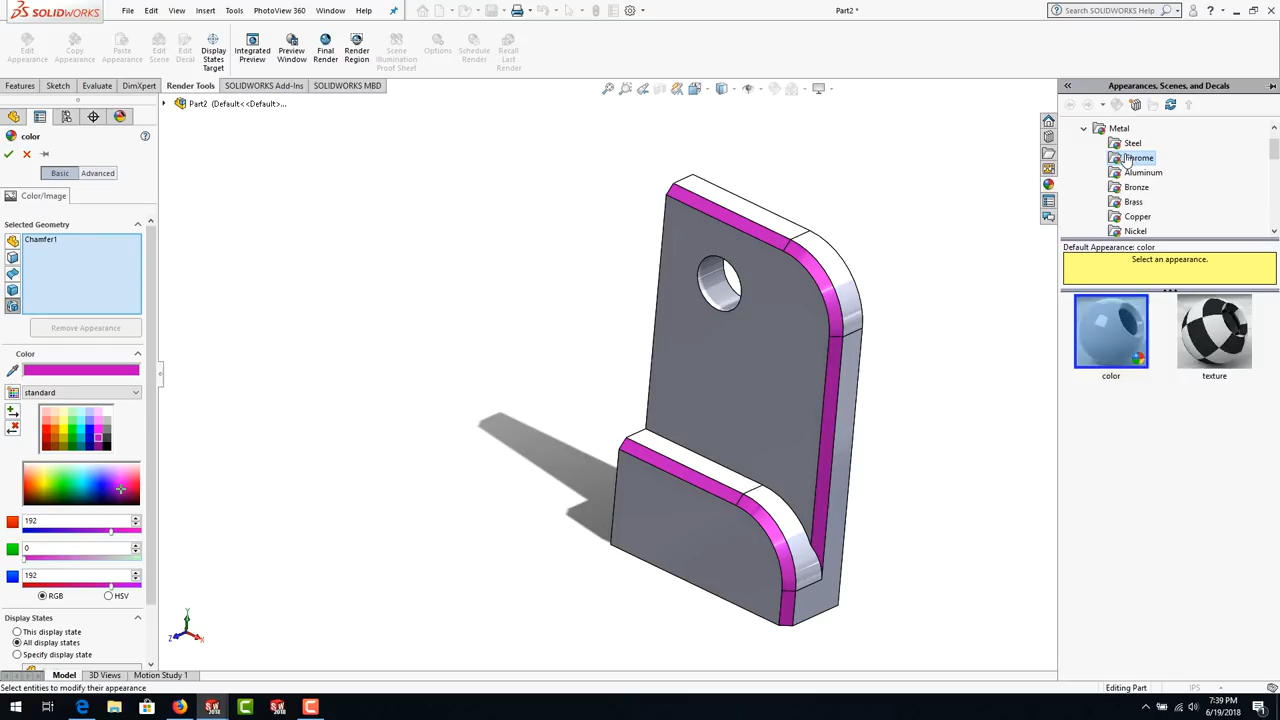 SOLIDWORKS
File Edit View Insert Tools PhotoView 360 Window Help
Part2 *
Search SOLIDWORKS Help
Edit Appearance
Copy Appearance
Paste Appearance
Edit Scene
Edit Decal
Display States Target
Integrated Preview
Preview Window
Final Render
Render Region
Options
Schedule Render
Recall Last Render
Scene Illumination Proof Sheet
Features Sketch Evaluate DimXpert Render Tools SOLIDWORKS Add-Ins SOLIDWORKS MBD
Appearances, Scenes, and Decals
Part2 (Default<<Default>...
color
Basic Advanced
Color/Image
Selected Geometry
Chamfer1
Remove Appearance
Color
standard
192
0
192
RGB HSV
Display States
This display state
All display states
Specify display state
Metal
Steel
Chrome
Aluminum
Bronze
Brass
Copper
Nickel
Default Appearance: color
Select an appearance.
color texture
Y
Z X
Model 3D Views Motion Study 1
Select entities to modify their appearance
Editing Part IPS
7:39 PM
6/19/2018